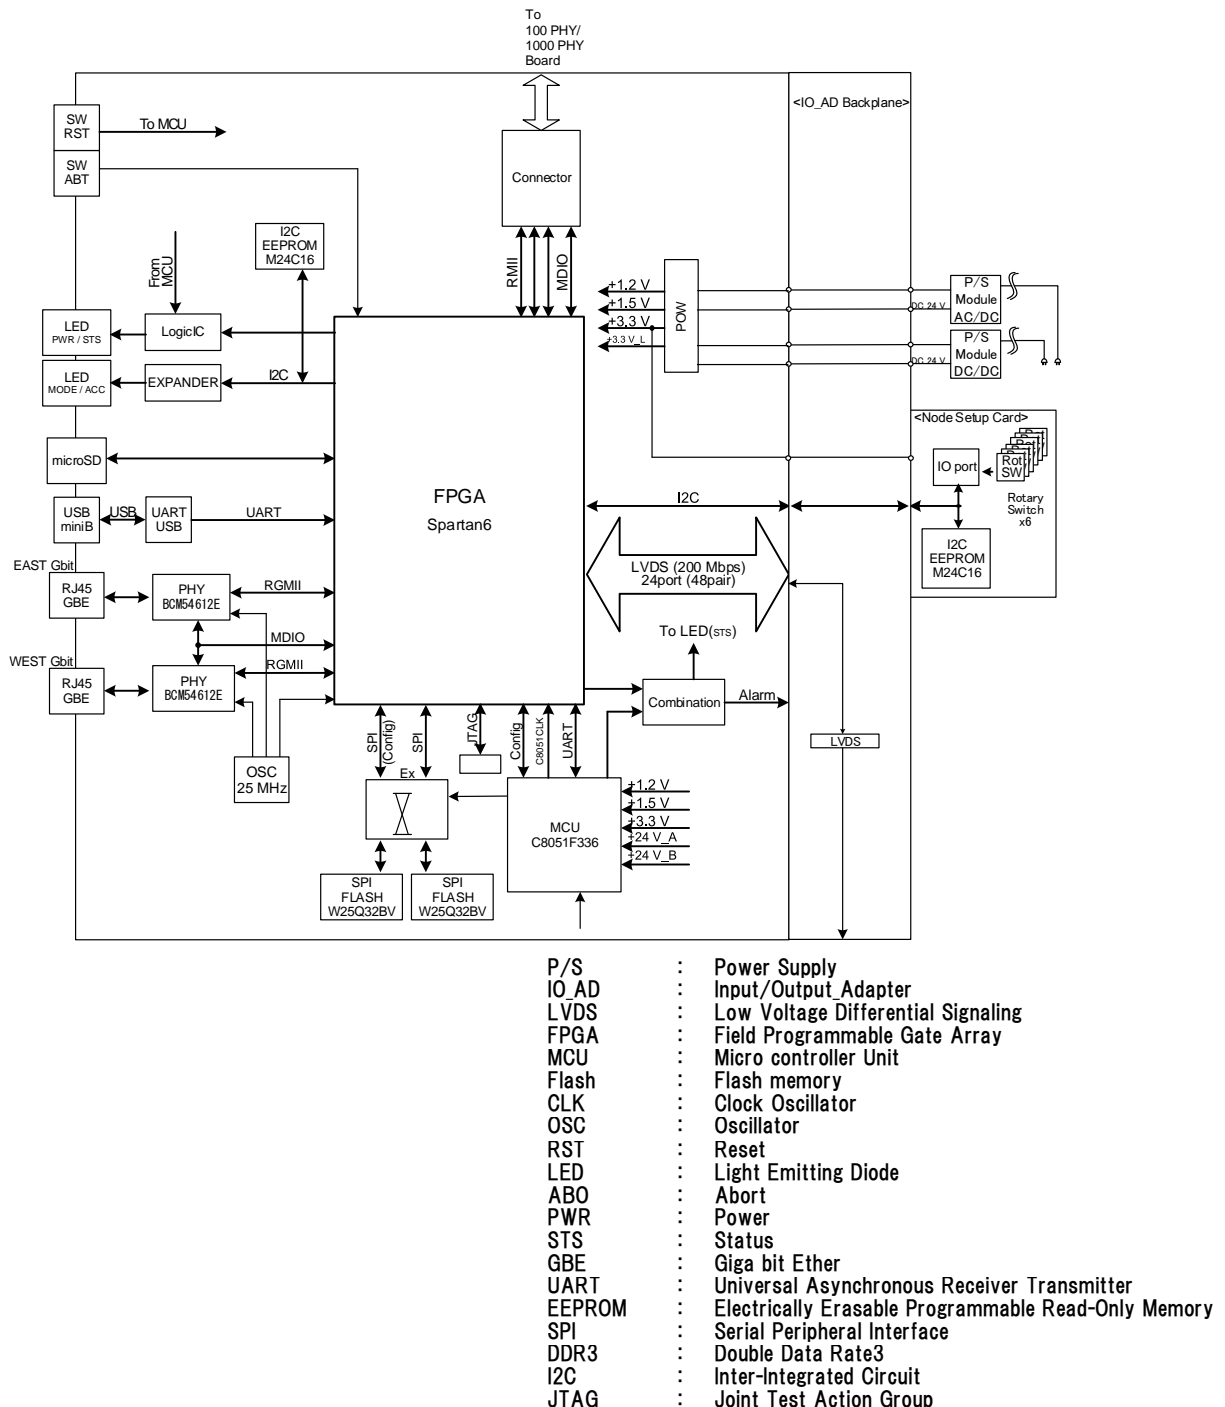 To
100 PHY/
1000 PHY
Board
<IO_AD Backplane>
SW
RST
To MCU
SW
ABT
Connector
I2C
EEPROM
M24C16
From
MCU
RMII
MDIO
+1.2 V
+1.5 V
+3.3 V
+3.3 V_L
POW
P/S
Module
AC/DC
DC 24 V
P/S
Module
DC/DC
DC 24 V
LED
PWR / STS
LogicIC
LED
MODE / ACC
EXPANDER
I2C
<Node Setup Card>
microSD
IO port
Rot
SW
Rotary
Switch
x6
FPGA
Spartan6
I2C
USB
miniB
USB
UART
USB
UART
I2C
EEPROM
M24C16
LVDS (200 Mbps)
24port (48pair)
EAST Gbit
RJ45
GBE
PHY
BCM54612E
RGMII
MDIO
To LED(STS)
WEST Gbit
RJ45
GBE
PHY
BCM54612E
RGMII
Combination
Alarm
LVDS
OSC
25 MHz
SPI
(Config)
SPI
JTAG
Config
C8051CLK
UART
Ex
MCU
C8051F336
+1.2 V
+1.5 V
+3.3 V
+24 V_A
+24 V_B
SPI
FLASH
W25Q32BV
SPI
FLASH
W25Q32BV
P/S : Power Supply
IO_AD : Input/Output_Adapter
LVDS : Low Voltage Differential Signaling
FPGA : Field Programmable Gate Array
MCU : Micro controller Unit
Flash : Flash memory
CLK : Clock Oscillator
OSC : Oscillator
RST : Reset
LED : Light Emitting Diode
ABO : Abort
PWR : Power
STS : Status
GBE : Giga bit Ether
UART : Universal Asynchronous Receiver Transmitter
EEPROM : Electrically Erasable Programmable Read-Only Memory
SPI : Serial Peripheral Interface
DDR3 : Double Data Rate3
I2C : Inter-Integrated Circuit
JTAG : Joint Test Action Group